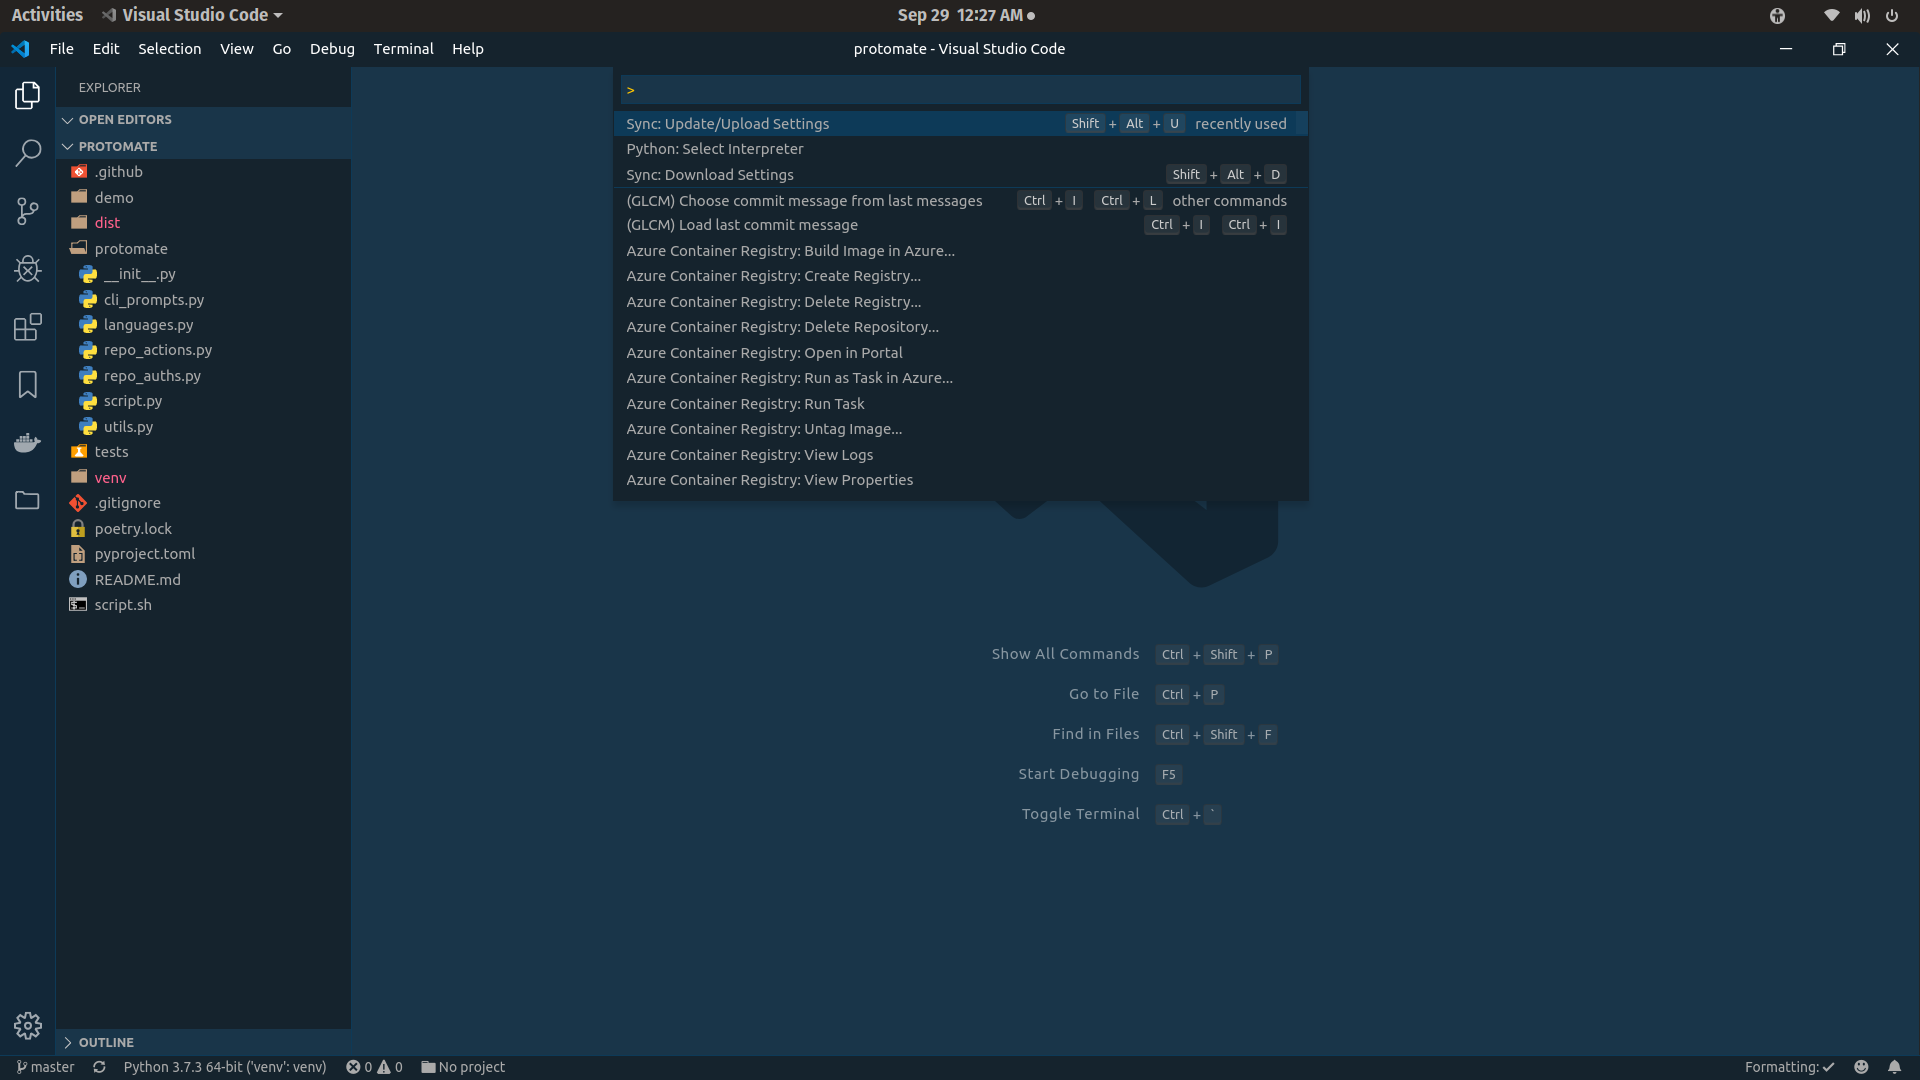 Activities Visual Studio Code Sep 29 12:27 AM
File Edit Selection View Go Debug Terminal Help protomate - Visual Studio Code
EXPLORER
OPEN EDITORS
PROTOMATE
.github
demo
dist
protomate
__init__.py
cli_prompts.py
languages.py
repo_actions.py
repo_auths.py
script.py
utils.py
tests
venv
.gitignore
poetry.lock
pyproject.toml
README.md
script.sh
OUTLINE
>
Sync: Update/Upload Settings Shift + Alt + U recently used
Python: Select Interpreter
Sync: Download Settings Shift + Alt + D
(GLCM) Choose commit message from last messages Ctrl + I Ctrl + L other commands
(GLCM) Load last commit message Ctrl + I Ctrl + I
Azure Container Registry: Build Image in Azure...
Azure Container Registry: Create Registry...
Azure Container Registry: Delete Registry...
Azure Container Registry: Delete Repository...
Azure Container Registry: Open in Portal
Azure Container Registry: Run as Task in Azure...
Azure Container Registry: Run Task
Azure Container Registry: Untag Image...
Azure Container Registry: View Logs
Azure Container Registry: View Properties
Show All Commands Ctrl + Shift + P
Go to File Ctrl + P
Find in Files Ctrl + Shift + F
Start Debugging F5
Toggle Terminal Ctrl + `
master Python 3.7.3 64-bit ('venv': venv) 0 0 No project Formatting: ✓